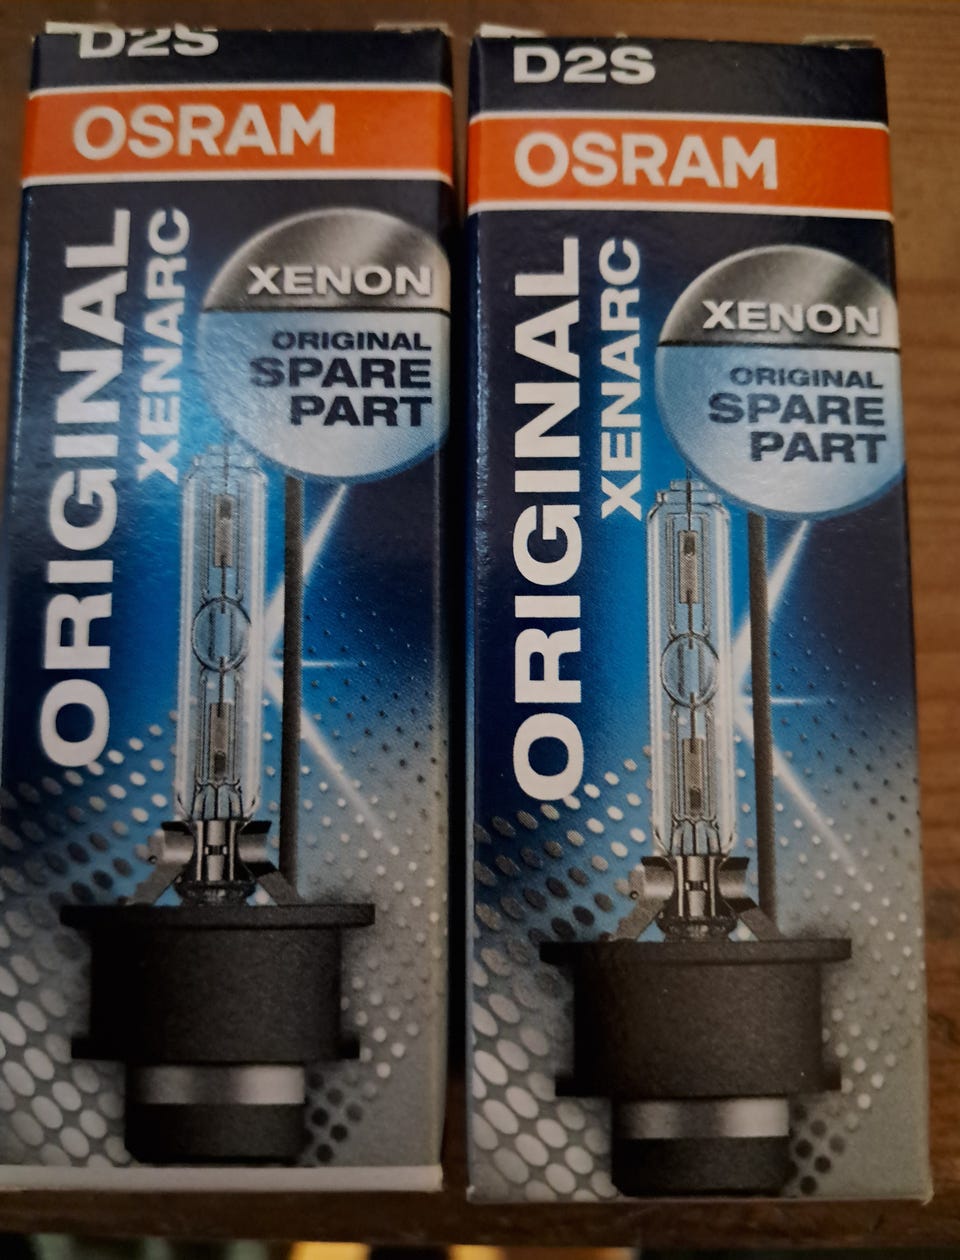 D2S
OSRAM
ORIGINAL
XENARC
XENON
ORIGINAL
SPARE
PART
D2S
OSRAM
ORIGINAL
XENARC
XENON
ORIGINAL
SPARE
PART